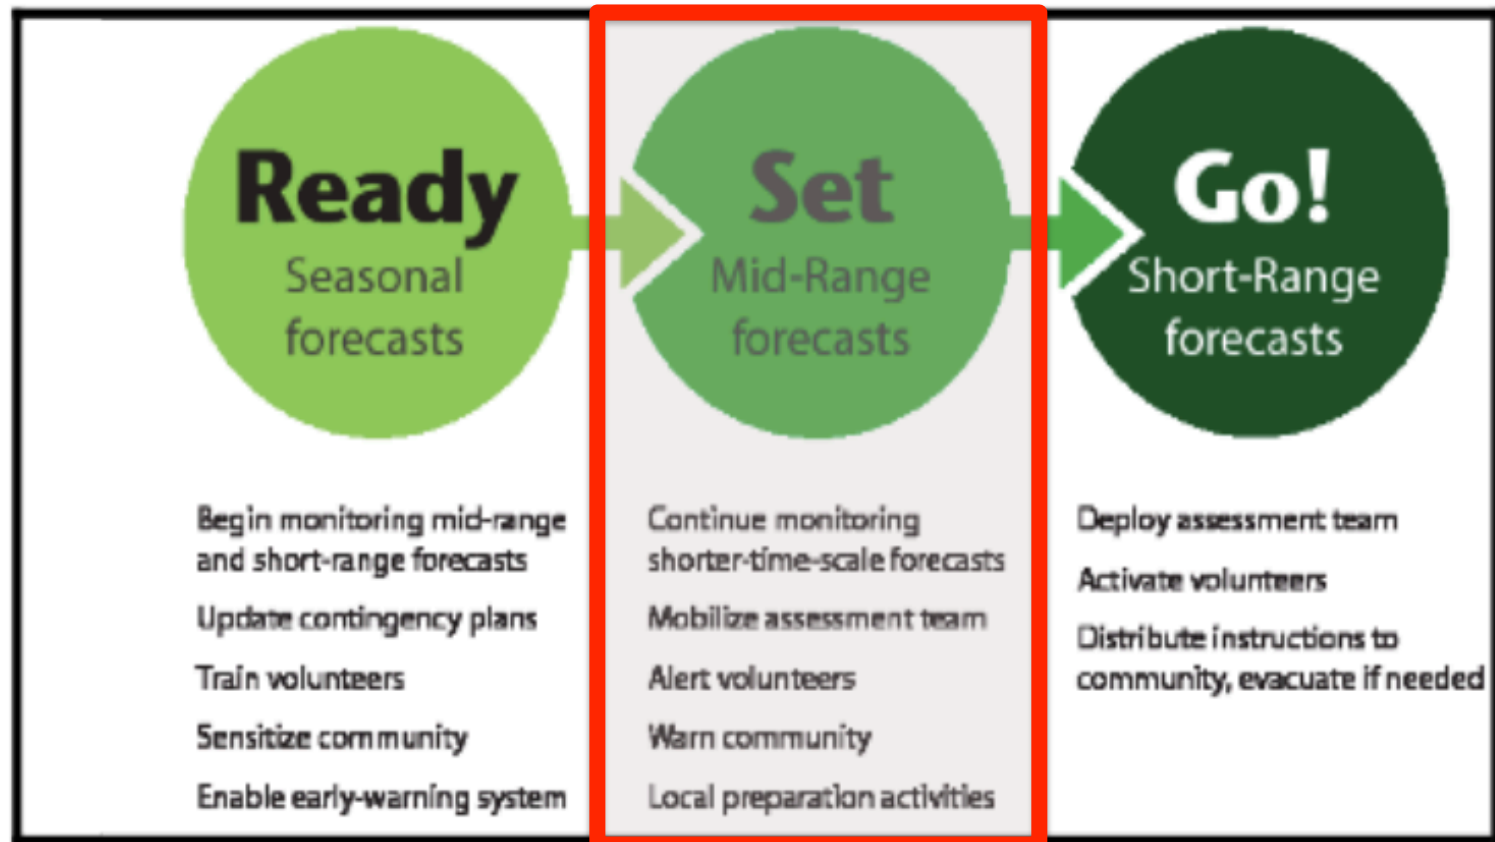 Ready
Seasonal
forecasts
Begin monitoring mid-range
and short-range forecasts
Update contingency plans
Train volunteers
Sensitize community
Enable early-warning system
Set
Mid-Range
forecasts
Continue monitoring
shorter-time-scale forecasts
Mobilize assessment team
Alert volunteers
Warn community
Local preparation activities
Go!
Short-Range
forecasts
Deploy assessment team
Activate volunteers
Distribute instructions to
community, evacuate if needed